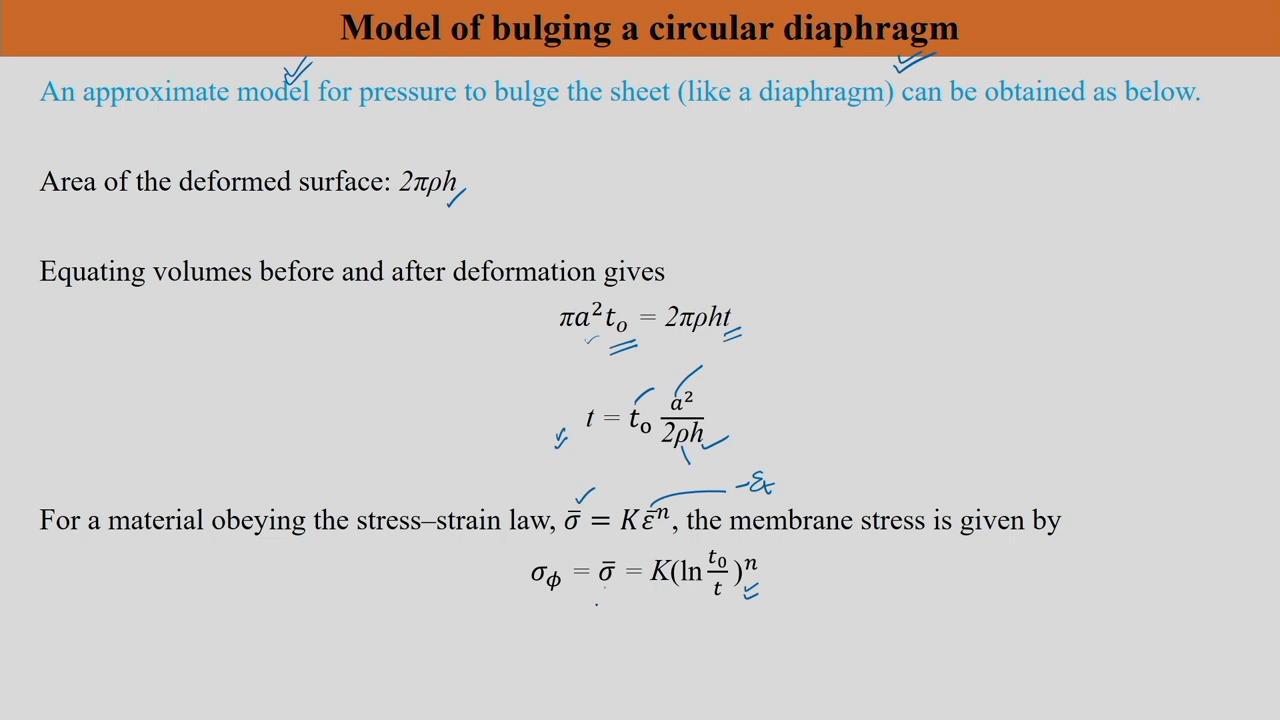 Model of bulging a circular diaphragm
An approximate model for pressure to bulge the sheet (like a diaphragm) can be obtained as below.
Area of the deformed surface: 2πρh
Equating volumes before and after deformation gives
πa²tₒ = 2πρht
t = t₀ a²/2ρh
-εₜ
For a material obeying the stress–strain law, σ̄ = Kε̄ⁿ, the membrane stress is given by
σ_ϕ = σ̄ = K(ln t₀/t)ⁿ